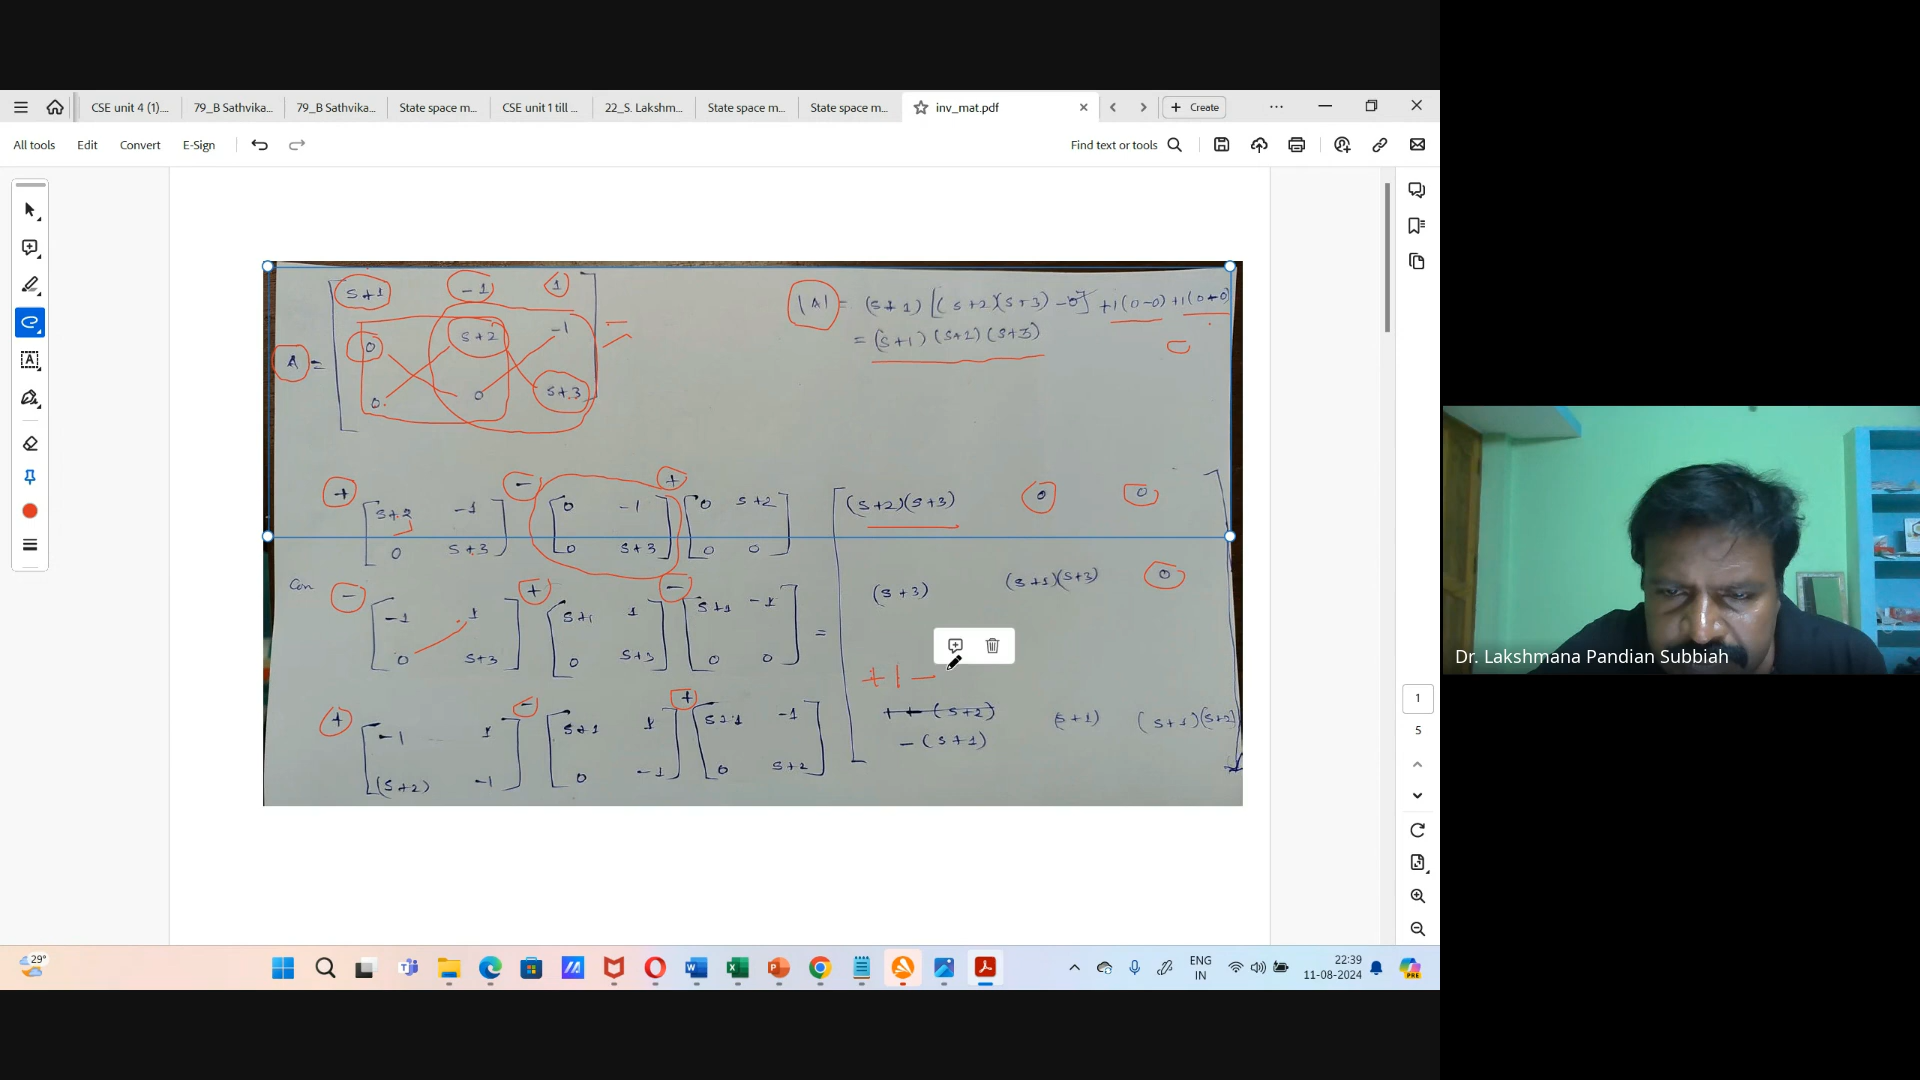 CSE unit 4 (1)....
79_B Sathvika...
79_B Sathvika...
State space m...
CSE unit 1 till ...
22_S. Lakshm...
State space m...
State space m...
inv_mat.pdf
Create
All tools
Edit
Convert
E-Sign
Find text or tools
A = [ s+1 -1 1
0 s+2 -1
0 0 s+3 ]
|A| = (s+1) [(s+2)(s+3) -0] +1(0-0) +1(0+0)
0
= (s+1) (s+2) (s+3)
+ [ s+2 -1 - [ 0 -1 + [ 0 s+2
0 s+3 ] 0 s+3 ] 0 0 ]
(s+2)(s+3) 0 0
Con
- [ -1 1 + [ s+1 1 - [ s+1 -1
0 s+3 ] 0 s+3 ] 0 0 ] =
(s+3) (s+1)(s+3) 0
+1 -
+ [ -1 1 - [ s+1 1 + [ s+1 -1
(s+2) -1 ] 0 -1 ] 0 s+2 ]
++ (s+2) (s+1) (s+1)(s+2)
- (s+1)
Dr. Lakshmana Pandian Subbiah
1
5
29°
ENG
IN
22:39
11-08-2024
PRE